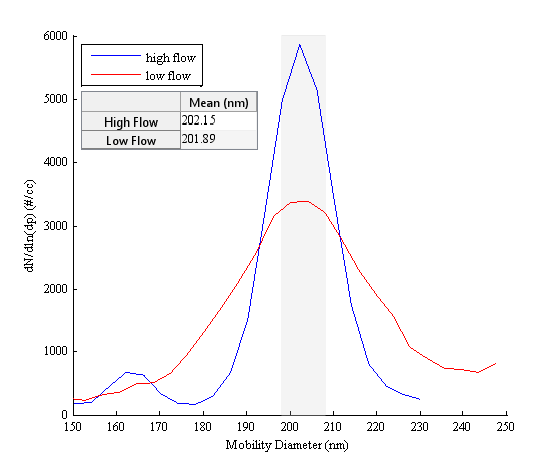 6000
5000
4000
3000
2000
1000
0
dN/dln(dp) (#/cc)
high flow
low flow
Mean (nm)
High Flow 202.15
Low Flow 201.89
150 160 170 180 190 200 210 220 230 240 250
Mobility Diameter (nm)